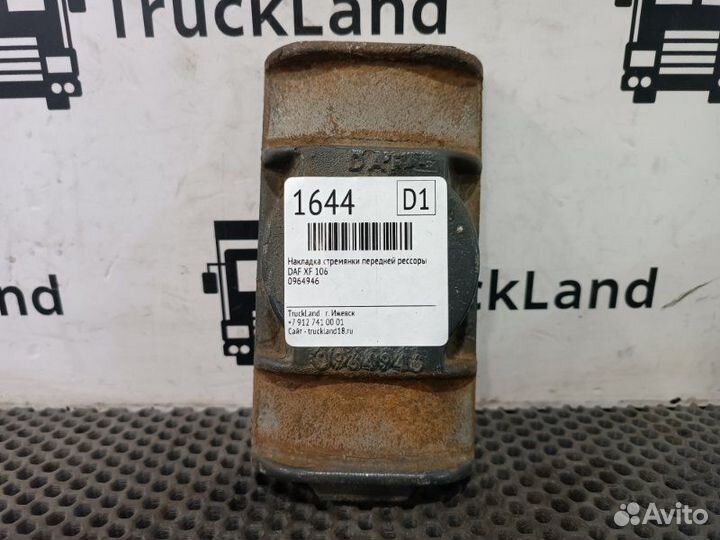 TruckLand
DAF
1644
D1
Накладка стремянки передней рессоры
DAF XF 106
0964946
TruckLand г. Ижевск
+7 912 741 00 01
Сайт - truckland18.ru
0964946
ckLand
Avito